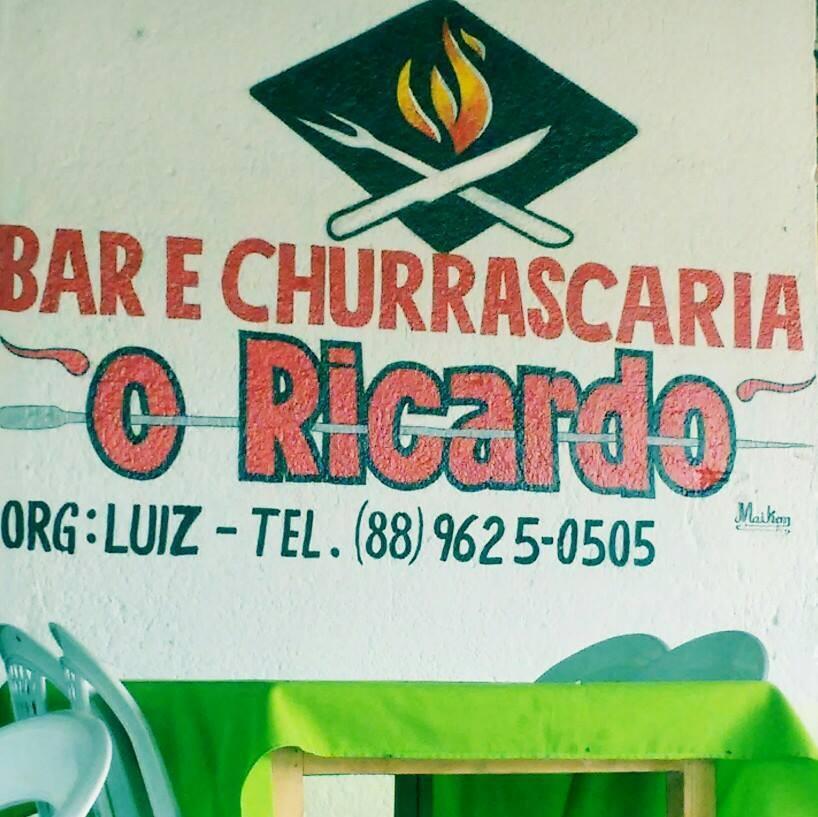 BAR E CHURRASCARIA
O Ricardo
ORG: LUIZ - TEL. (88) 9625-0505
Maikon